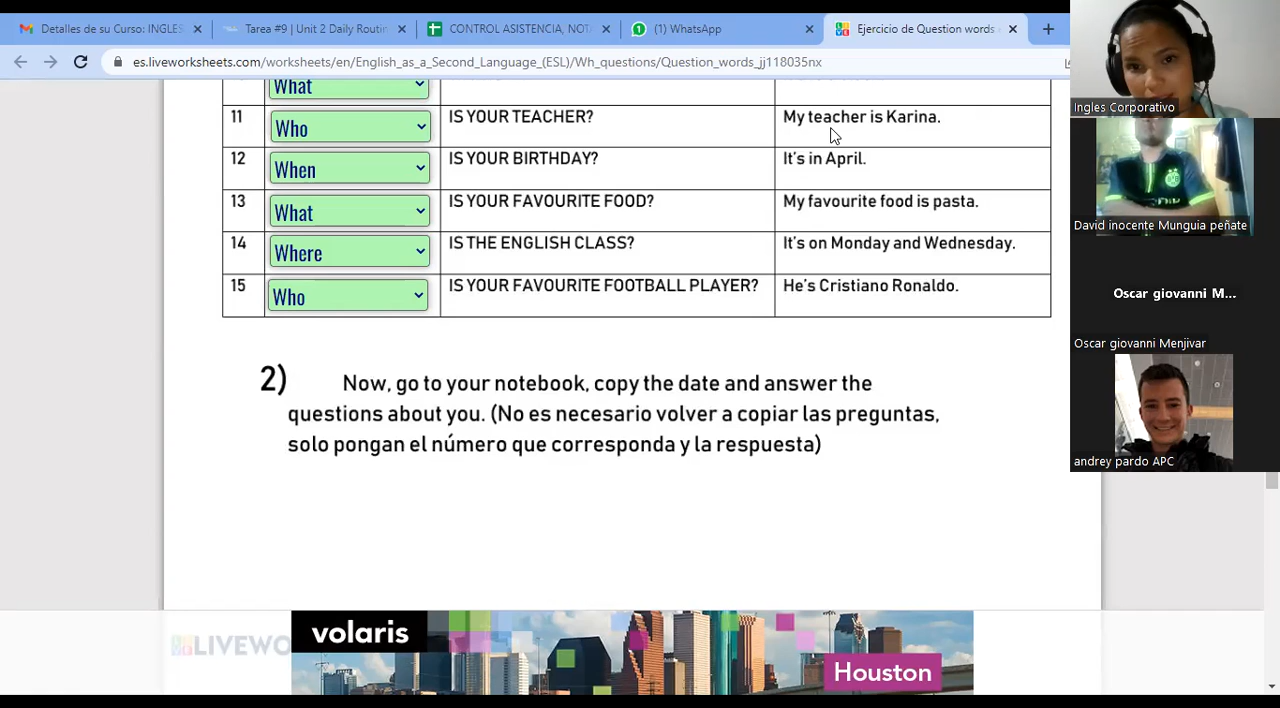 Detalles de su Curso: INGLES
Tarea #9 | Unit 2 Daily Routin
CONTROL ASISTENCIA, NOT
(1) WhatsApp
Ejercicio de Question words
es.liveworksheets.com/worksheets/en/English_as_a_Second_Language_(ESL)/Wh_questions/Question_words_jj118035nx
What
11 Who IS YOUR TEACHER? My teacher is Karina.
12 When IS YOUR BIRTHDAY? It's in April.
13 What IS YOUR FAVOURITE FOOD? My favourite food is pasta.
14 Where IS THE ENGLISH CLASS? It's on Monday and Wednesday.
15 Who IS YOUR FAVOURITE FOOTBALL PLAYER? He's Cristiano Ronaldo.
2) Now, go to your notebook, copy the date and answer the
questions about you. (No es necesario volver a copiar las preguntas,
solo pongan el número que corresponda y la respuesta)
LIVEWO
volaris
Houston
Ingles Corporativo
David inocente Munguia peñate
Oscar giovanni M...
Oscar giovanni Menjivar
andrey pardo APC